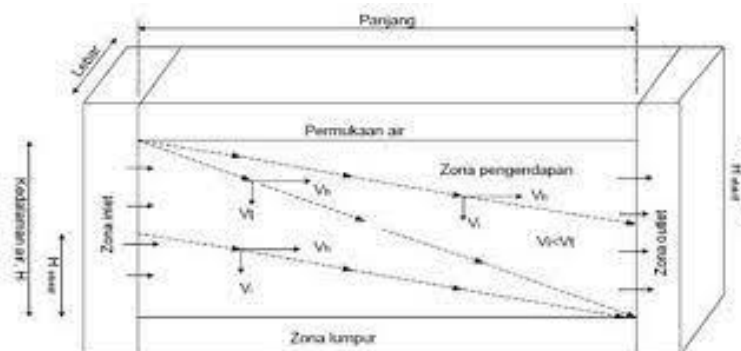 Panjang
Lebar
Permukaan air
Zona pengendapan
Kedalaman air, H
Zona inlet
Vh
Vh
Vt
Vi
Vi<Vt
Vh
Vi
H
Zona outlet
H
Zona lumpur